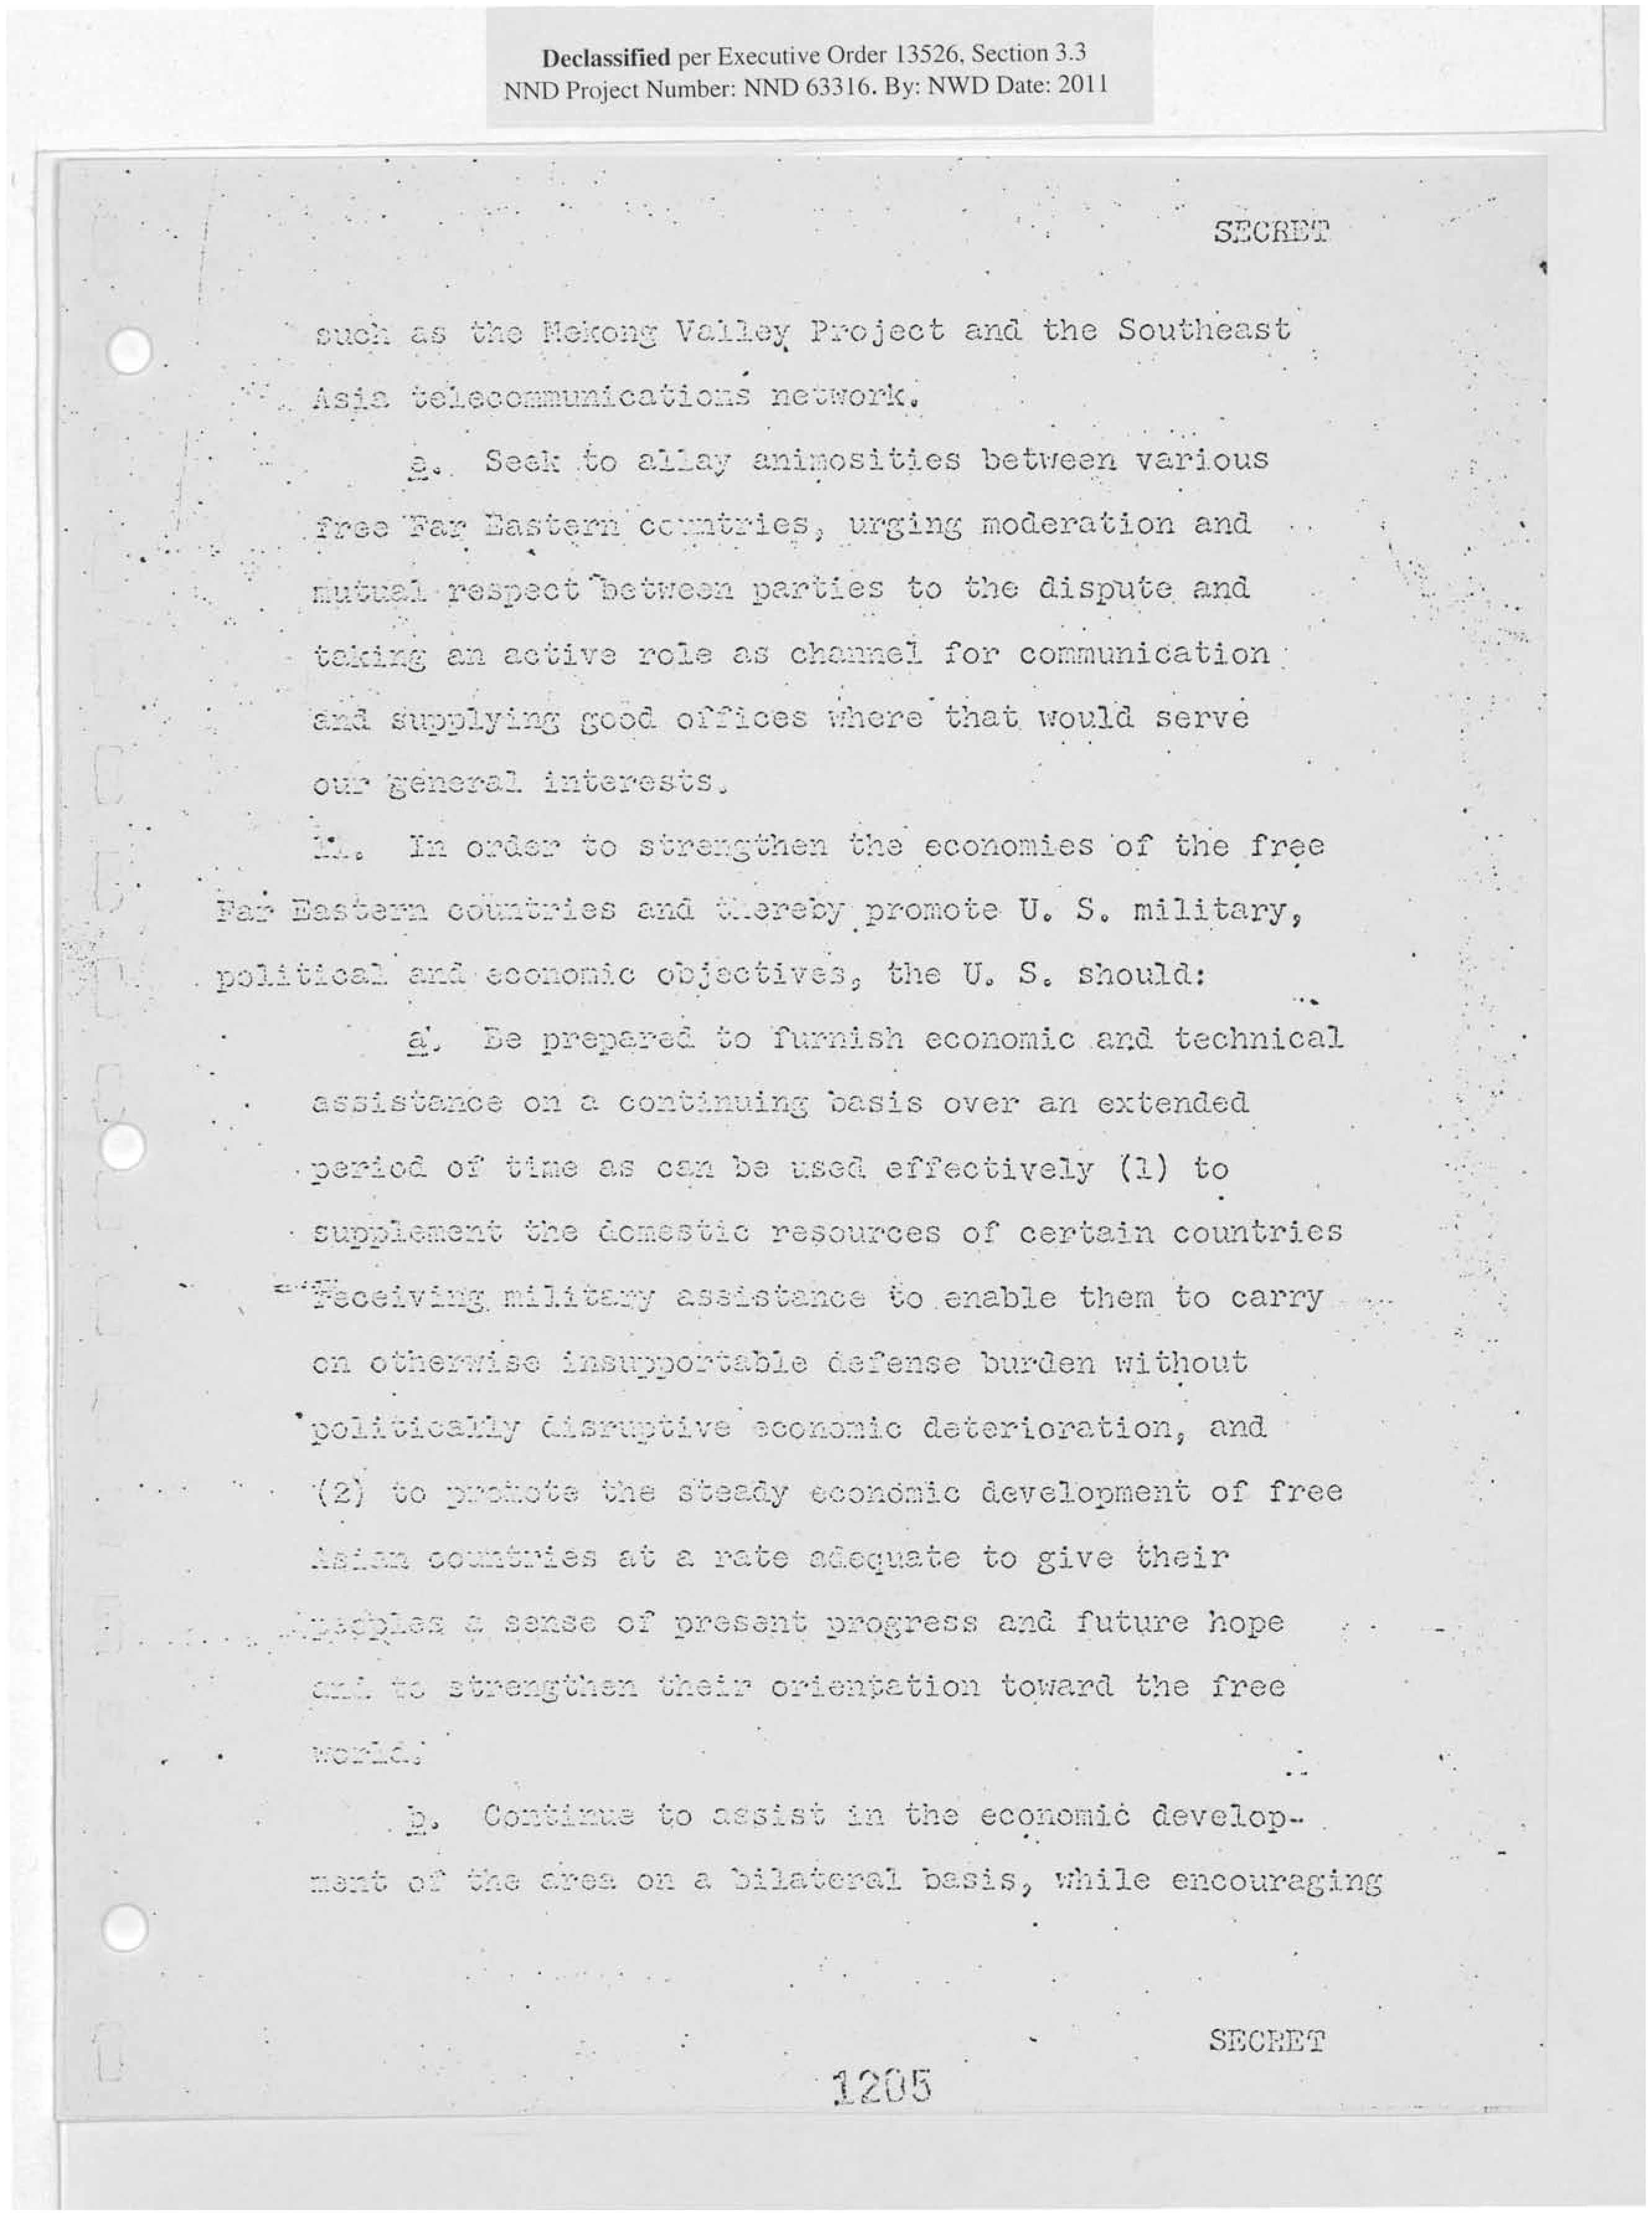 Declassified per Executive Order 13526, Section 3.3
NND Project Number: NND 63316. By: NWD Date: 2011
SECRET
such as the Mekong Valley Project and the Southeast
Asia telecommunications network.
e. Seek to allay animosities between various
free Far Eastern countries, urging moderation and
mutual respect between parties to the dispute and
taking an active role as channel for communication
and supplying good offices where that would serve
our general interests.
In order to strengthen the economies of the free
Far Eastern countries and thereby promote U. S. military,
political and economic objectives, the U. S. should:
a. Be prepared to furnish economic and technical
assistance on a continuing basis over an extended
period of time as can be used effectively (1) to
supplement the domestic resources of certain countries
receiving military assistance to enable them to carry
on otherwise insupportable defense burden without
politically disruptive economic deterioration, and
(2) to promote the steady economic development of free
Asian countries at a rate adequate to give their
peoples a sense of present progress and future hope
and to strengthen their orientation toward the free
world.
b. Continue to assist in the economic develop-
ment of the area on a bilateral basis, while encouraging
SECRET
1205